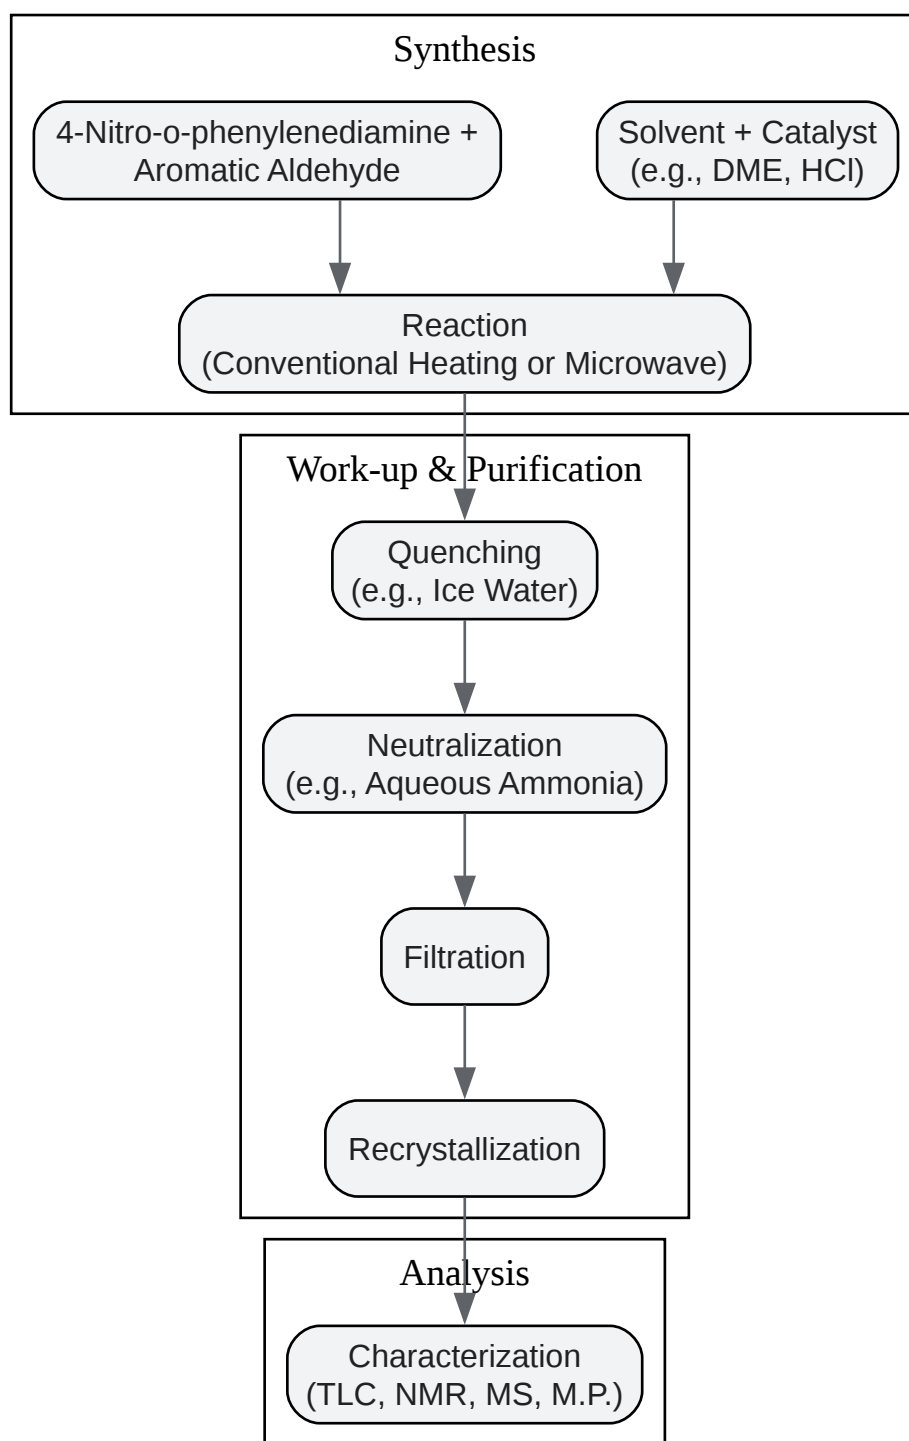 Synthesis
4-Nitro-o-phenylenediamine +
Aromatic Aldehyde
Solvent + Catalyst
(e.g., DME, HCl)
Reaction
(Conventional Heating or Microwave)
Work-up & Purification
Quenching
(e.g., Ice Water)
Neutralization
(e.g., Aqueous Ammonia)
Filtration
Recrystallization
Analysis
Characterization
(TLC, NMR, MS, M.P.)